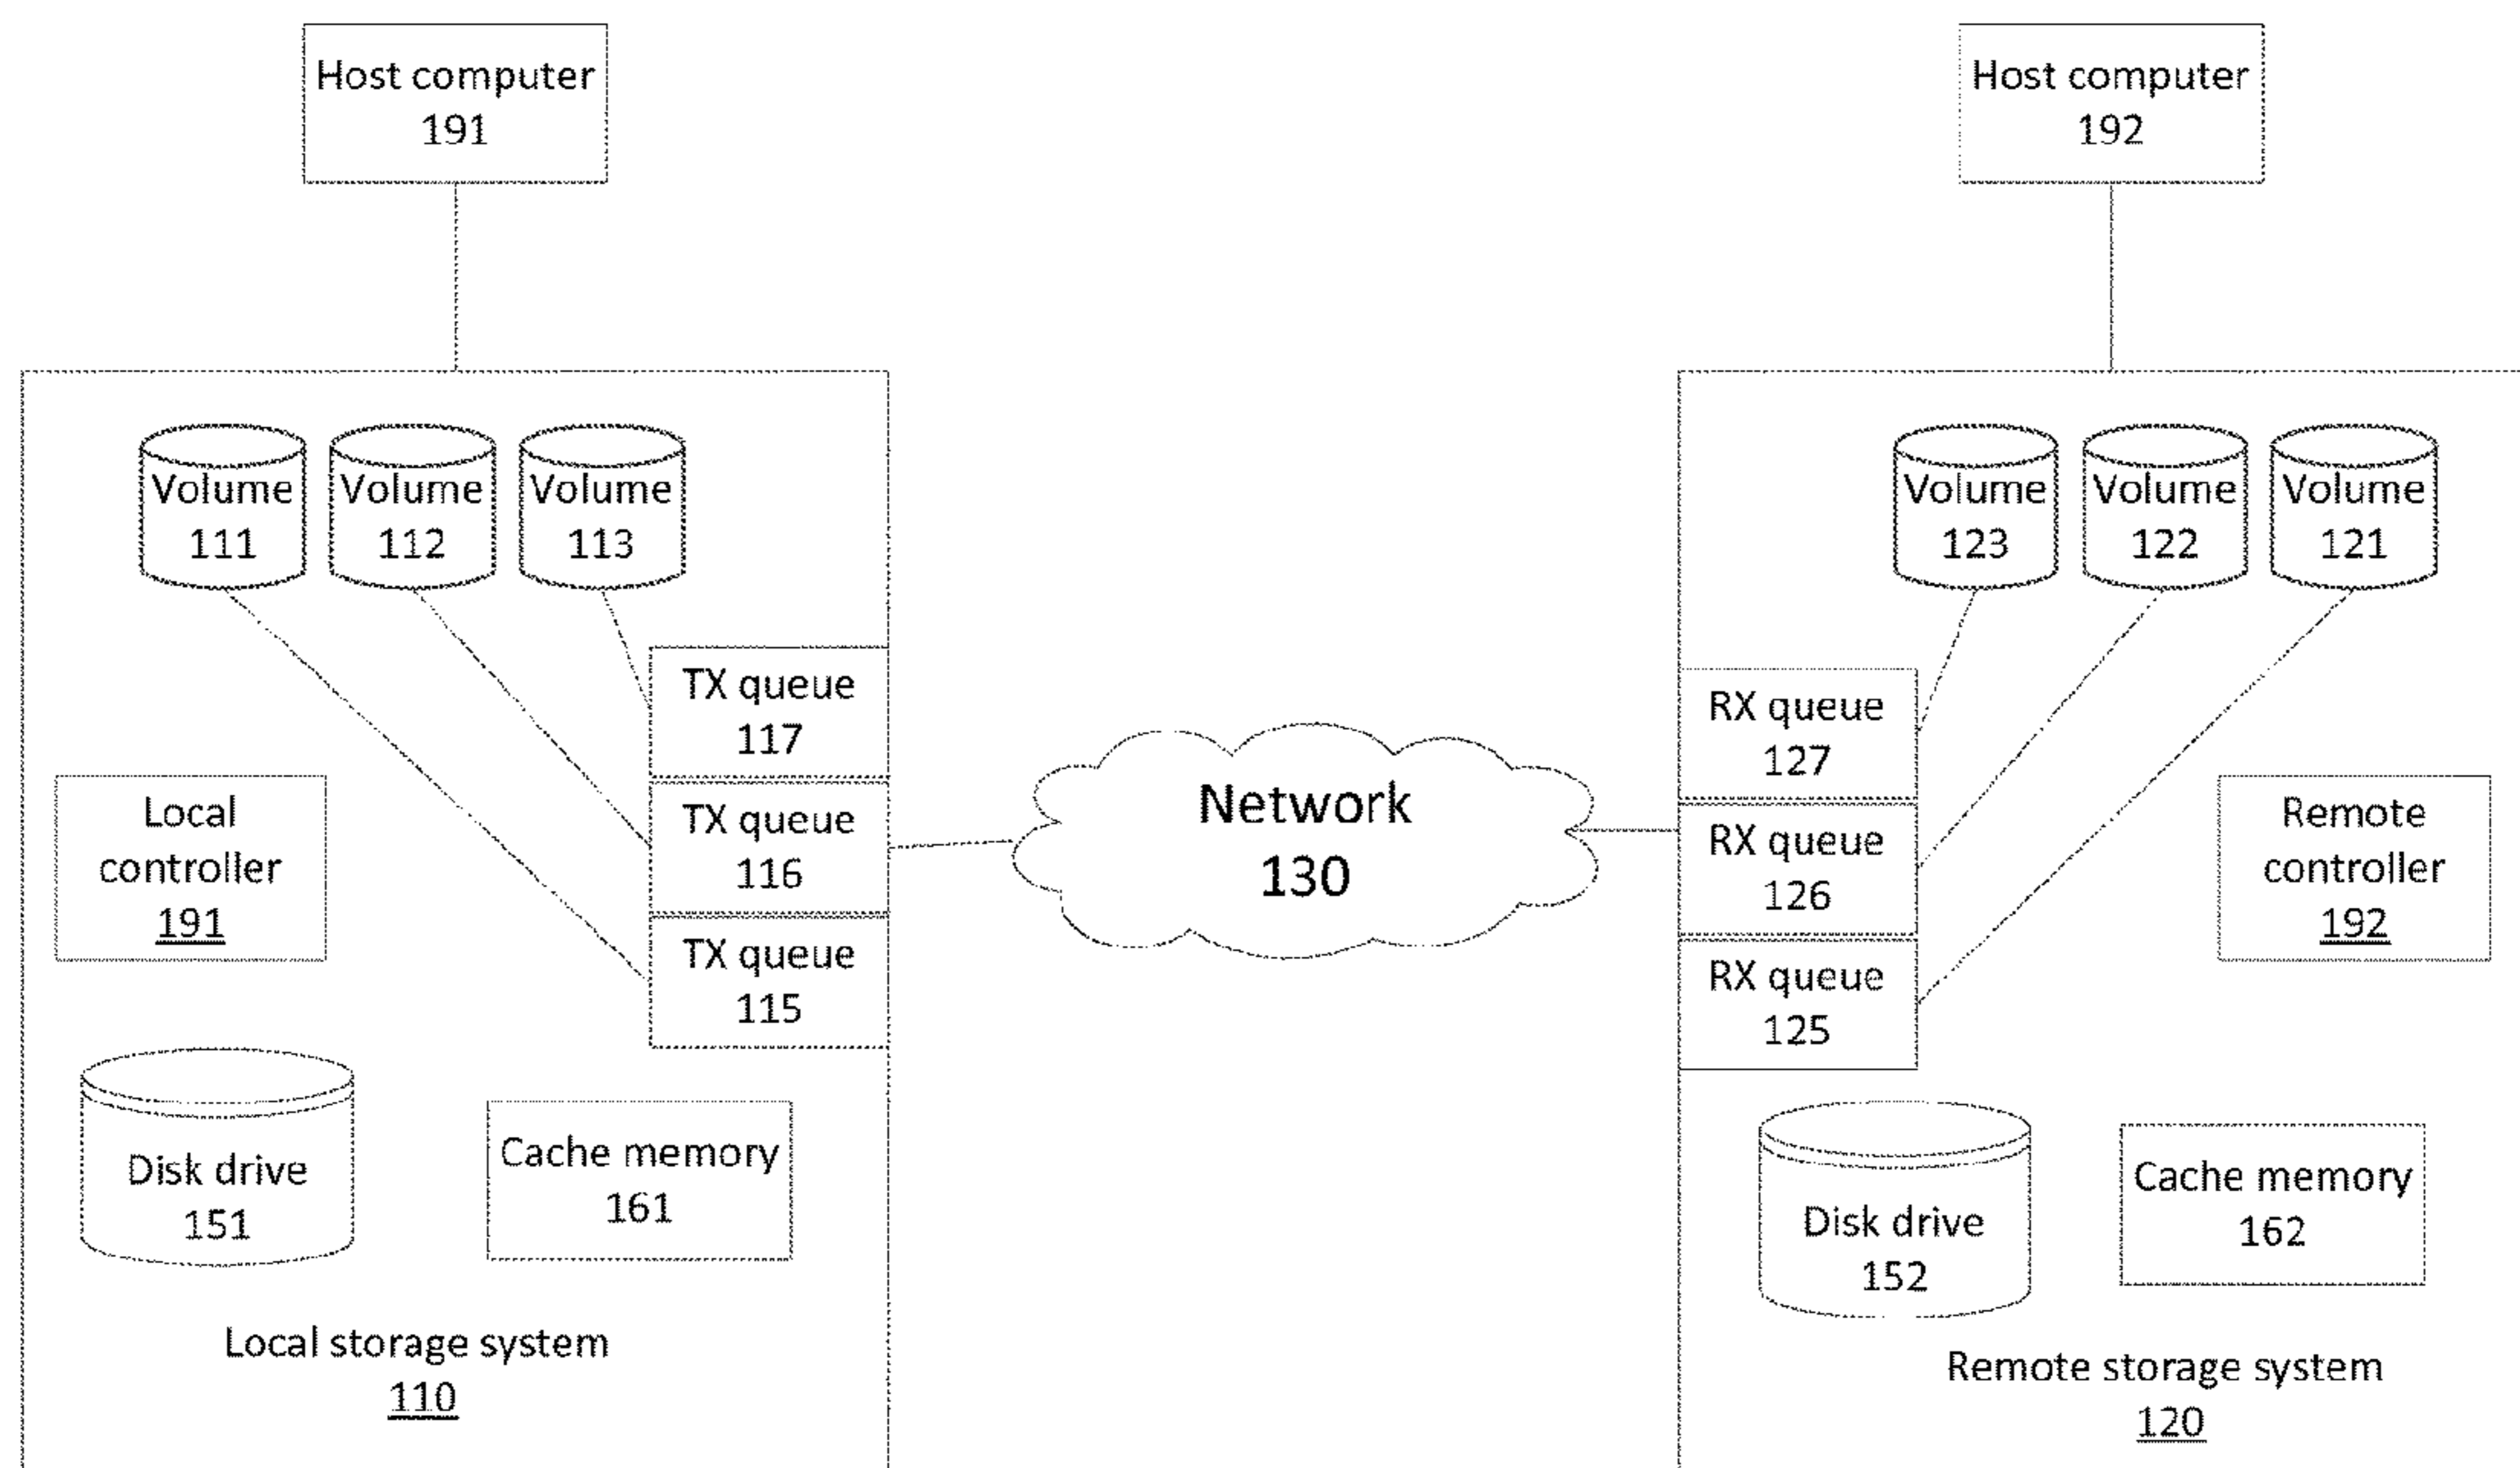 Host computer
191
Host computer
192
Volume
111
Volume
112
Volume
113
Volume
123
Volume
122
Volume
121
TX queue
117
TX queue
116
TX queue
115
Local
controller
191
Network
130
RX queue
127
RX queue
126
RX queue
125
Remote
controller
192
Disk drive
151
Cache memory
161
Disk drive
152
Cache memory
162
Local storage system
110
Remote storage system
120